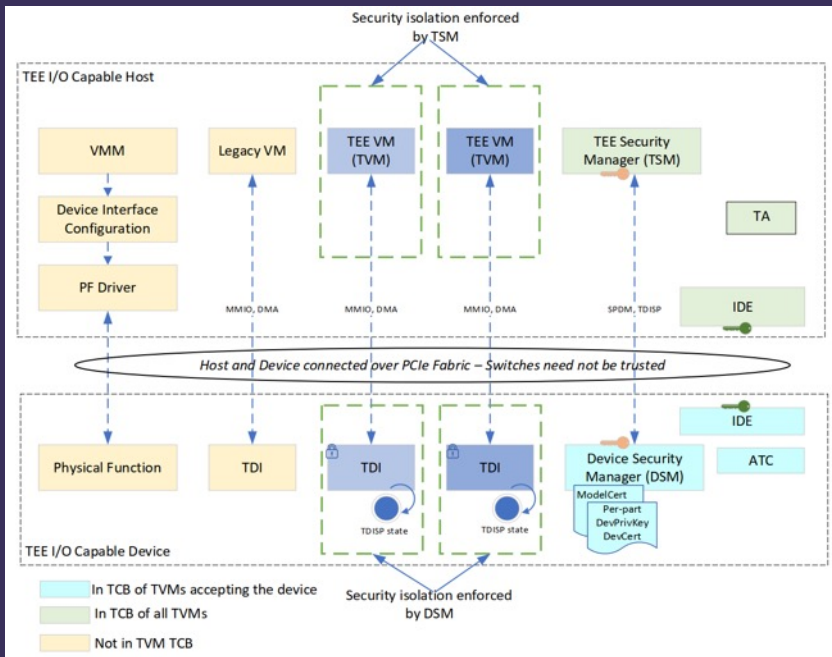 Security isolation enforced
by TSM
TEE I/O Capable Host
VMM
Legacy VM
TEE VM
(TVM)
TEE VM
(TVM)
TEE Security
Manager (TSM)
Device Interface
Configuration
TA
PF Driver
MMIO, DMA
MMIO, DMA
MMIO, DMA
SPDM, TDISP
IDE
Host and Device connected over PCIe Fabric – Switches need not be trusted
IDE
Physical Function
TDI
TDI
TDI
Device Security
Manager (DSM)
ATC
ModelCert
Per-part
DevPrivKey
DevCert
TDISP state
TDISP state
TEE I/O Capable Device
In TCB of TVMs accepting the device
In TCB of all TVMs
Not in TVM TCB
Security isolation enforced
by DSM